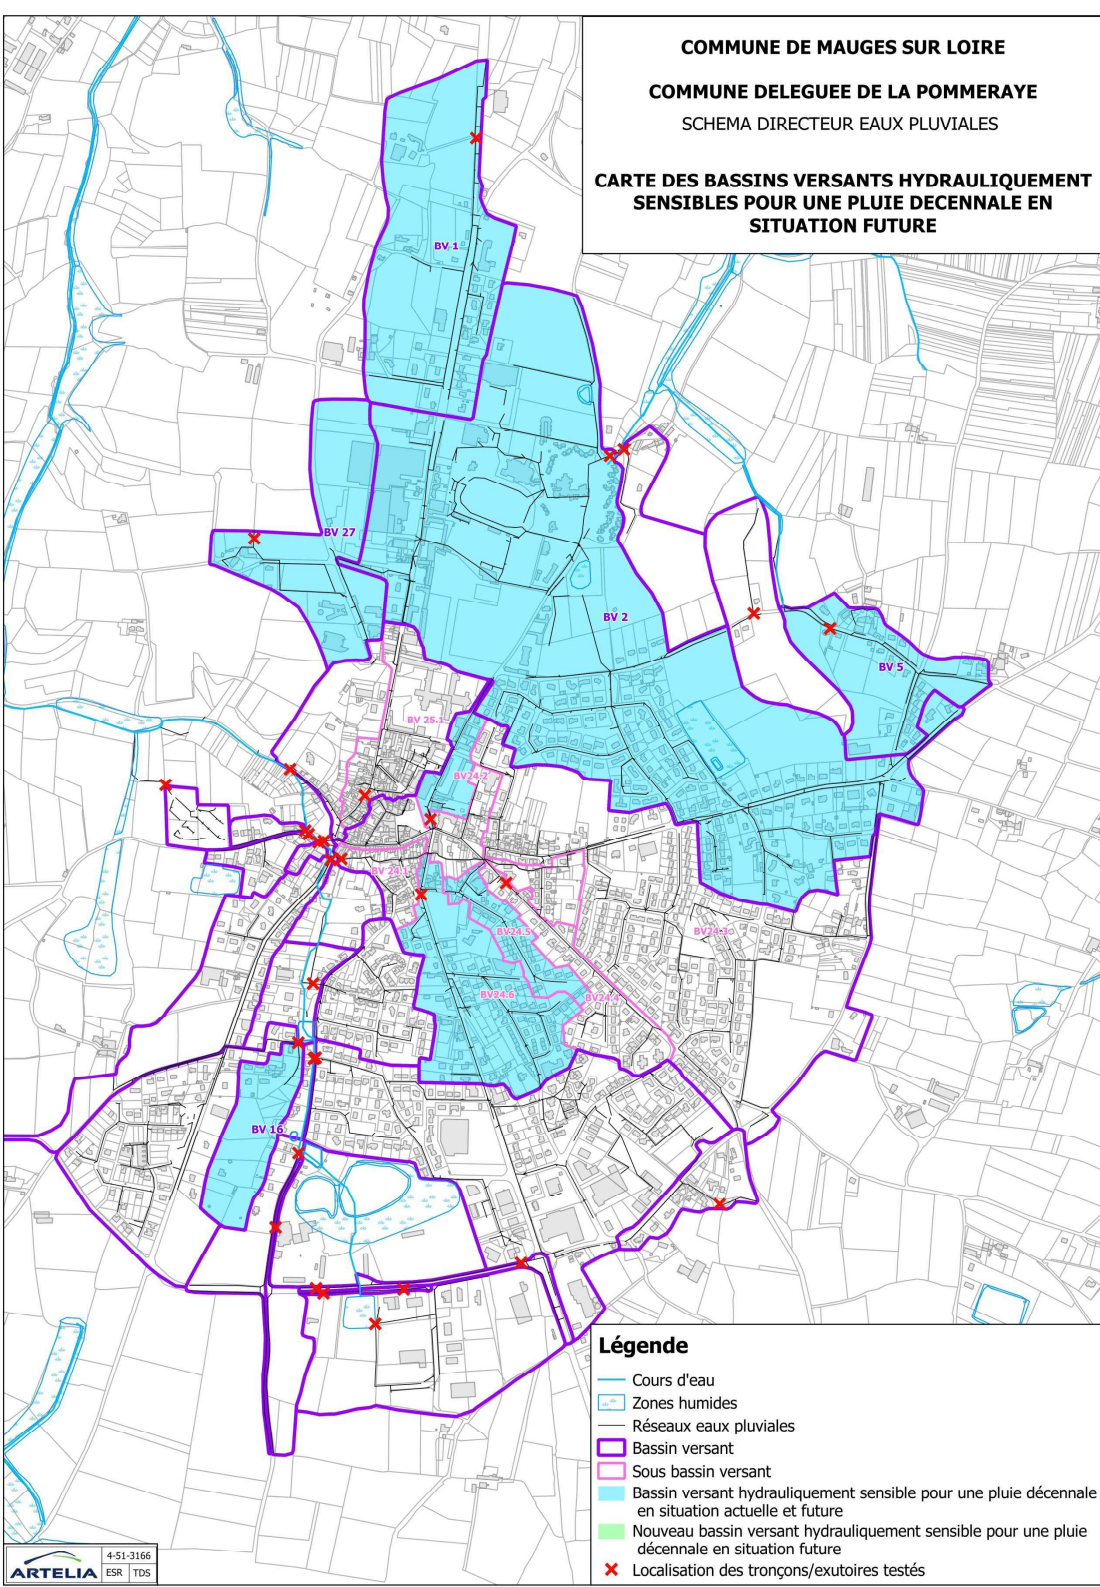 COMMUNE DE MAUGES SUR LOIRE
COMMUNE DELEGUEE DE LA POMMERAYE
SCHEMA DIRECTEUR EAUX PLUVIALES
CARTE DES BASSINS VERSANTS HYDRAULIQUEMENT
SENSIBLES POUR UNE PLUIE DECENNALE EN
SITUATION FUTURE
BV 1
BV 27
BV 2
BV 5
BV 25.1
BV24.2
BV 24.1
BV24.5
BV24.3
BV24.6
BV24.4
BV 16
Légende
Cours d'eau
Zones humides
Réseaux eaux pluviales
Bassin versant
Sous bassin versant
Bassin versant hydrauliquement sensible pour une pluie décennale
en situation actuelle et future
Nouveau bassin versant hydrauliquement sensible pour une pluie
décennale en situation future
Localisation des tronçons/exutoires testés
ARTELIA
4-51-3166
ESR TDS